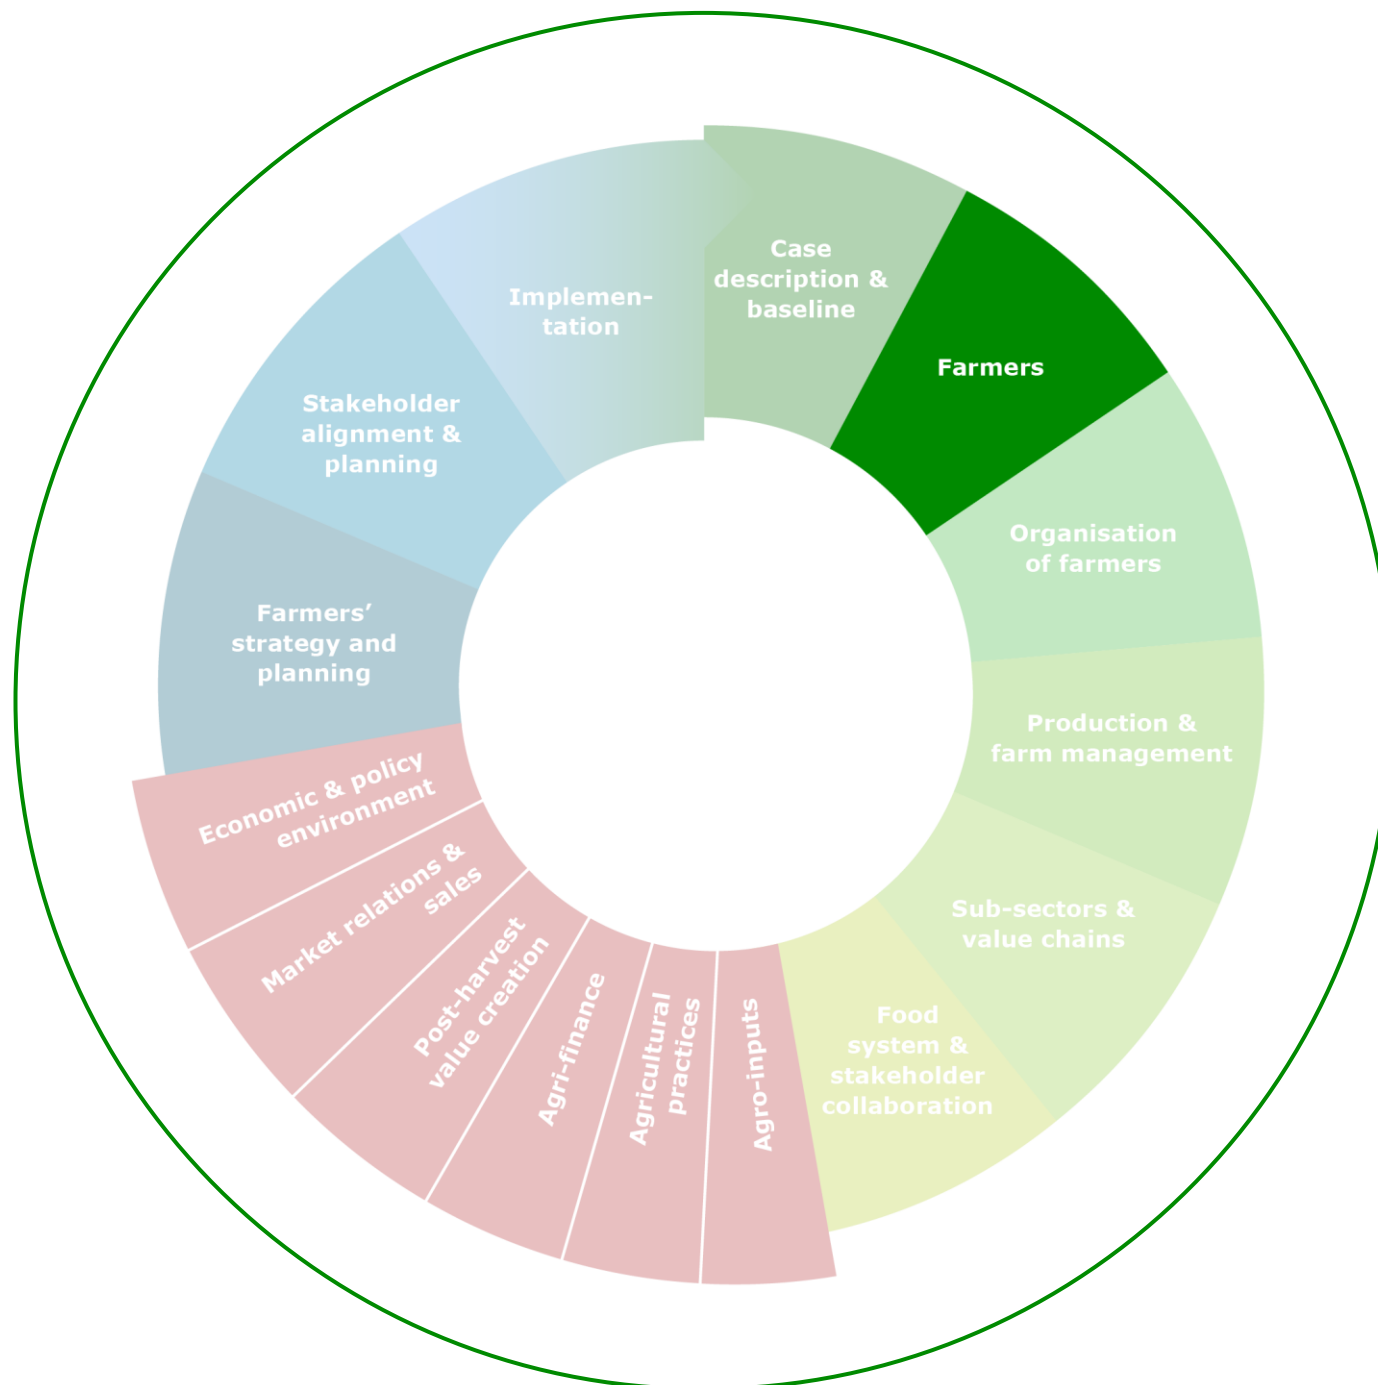 Case
description &
baseline
Farmers
Organisation
of farmers
Production &
farm management
Sub-sectors &
value chains
Food
system &
stakeholder
collaboration
Agro-inputs
Agricultural
practices
Agri-finance
Post-harvest
value creation
Market relations &
sales
Economic & policy
environment
Farmers’
strategy and
planning
Stakeholder
alignment &
planning
Implemen-
tation